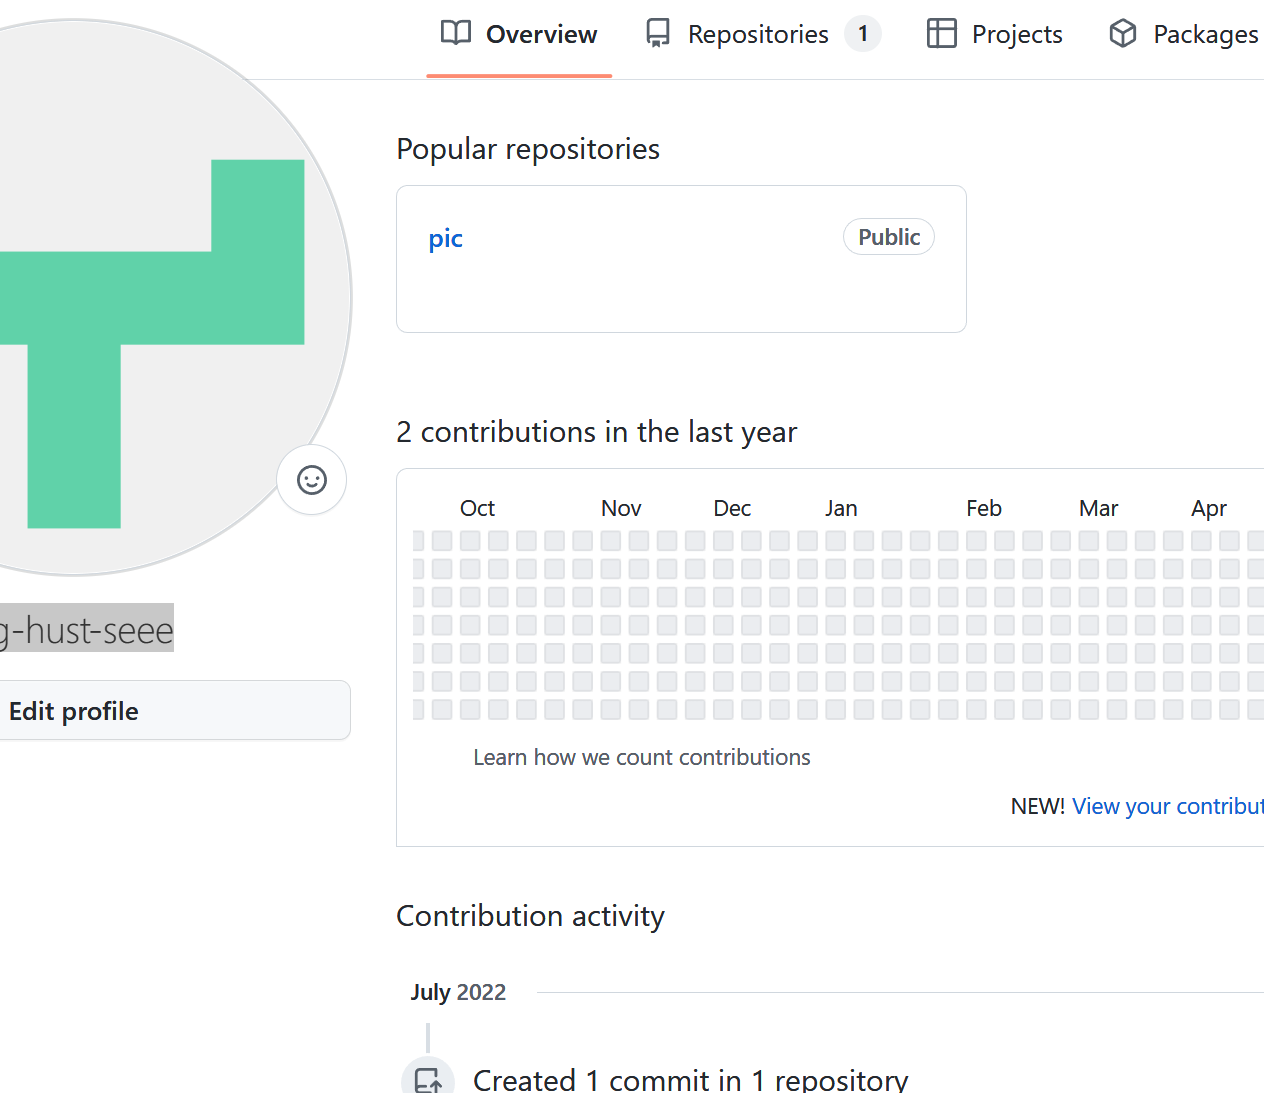 Overview Repositories 1 Projects Packages
Popular repositories
pic Public
2 contributions in the last year
Oct Nov Dec Jan Feb Mar Apr
g-hust-seee
Edit profile
Learn how we count contributions
NEW! View your contribut
Contribution activity
July 2022
Created 1 commit in 1 repository